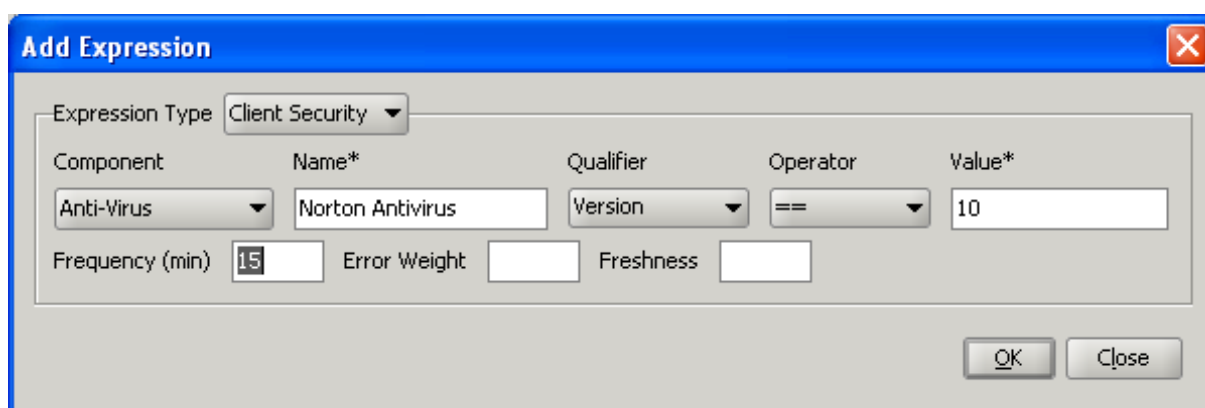 Add Expression
Expression Type Client Security
Component Name* Qualifier Operator Value*
Anti-Virus Norton Antivirus Version == 10
Frequency (min) 15 Error Weight Freshness
OK Close